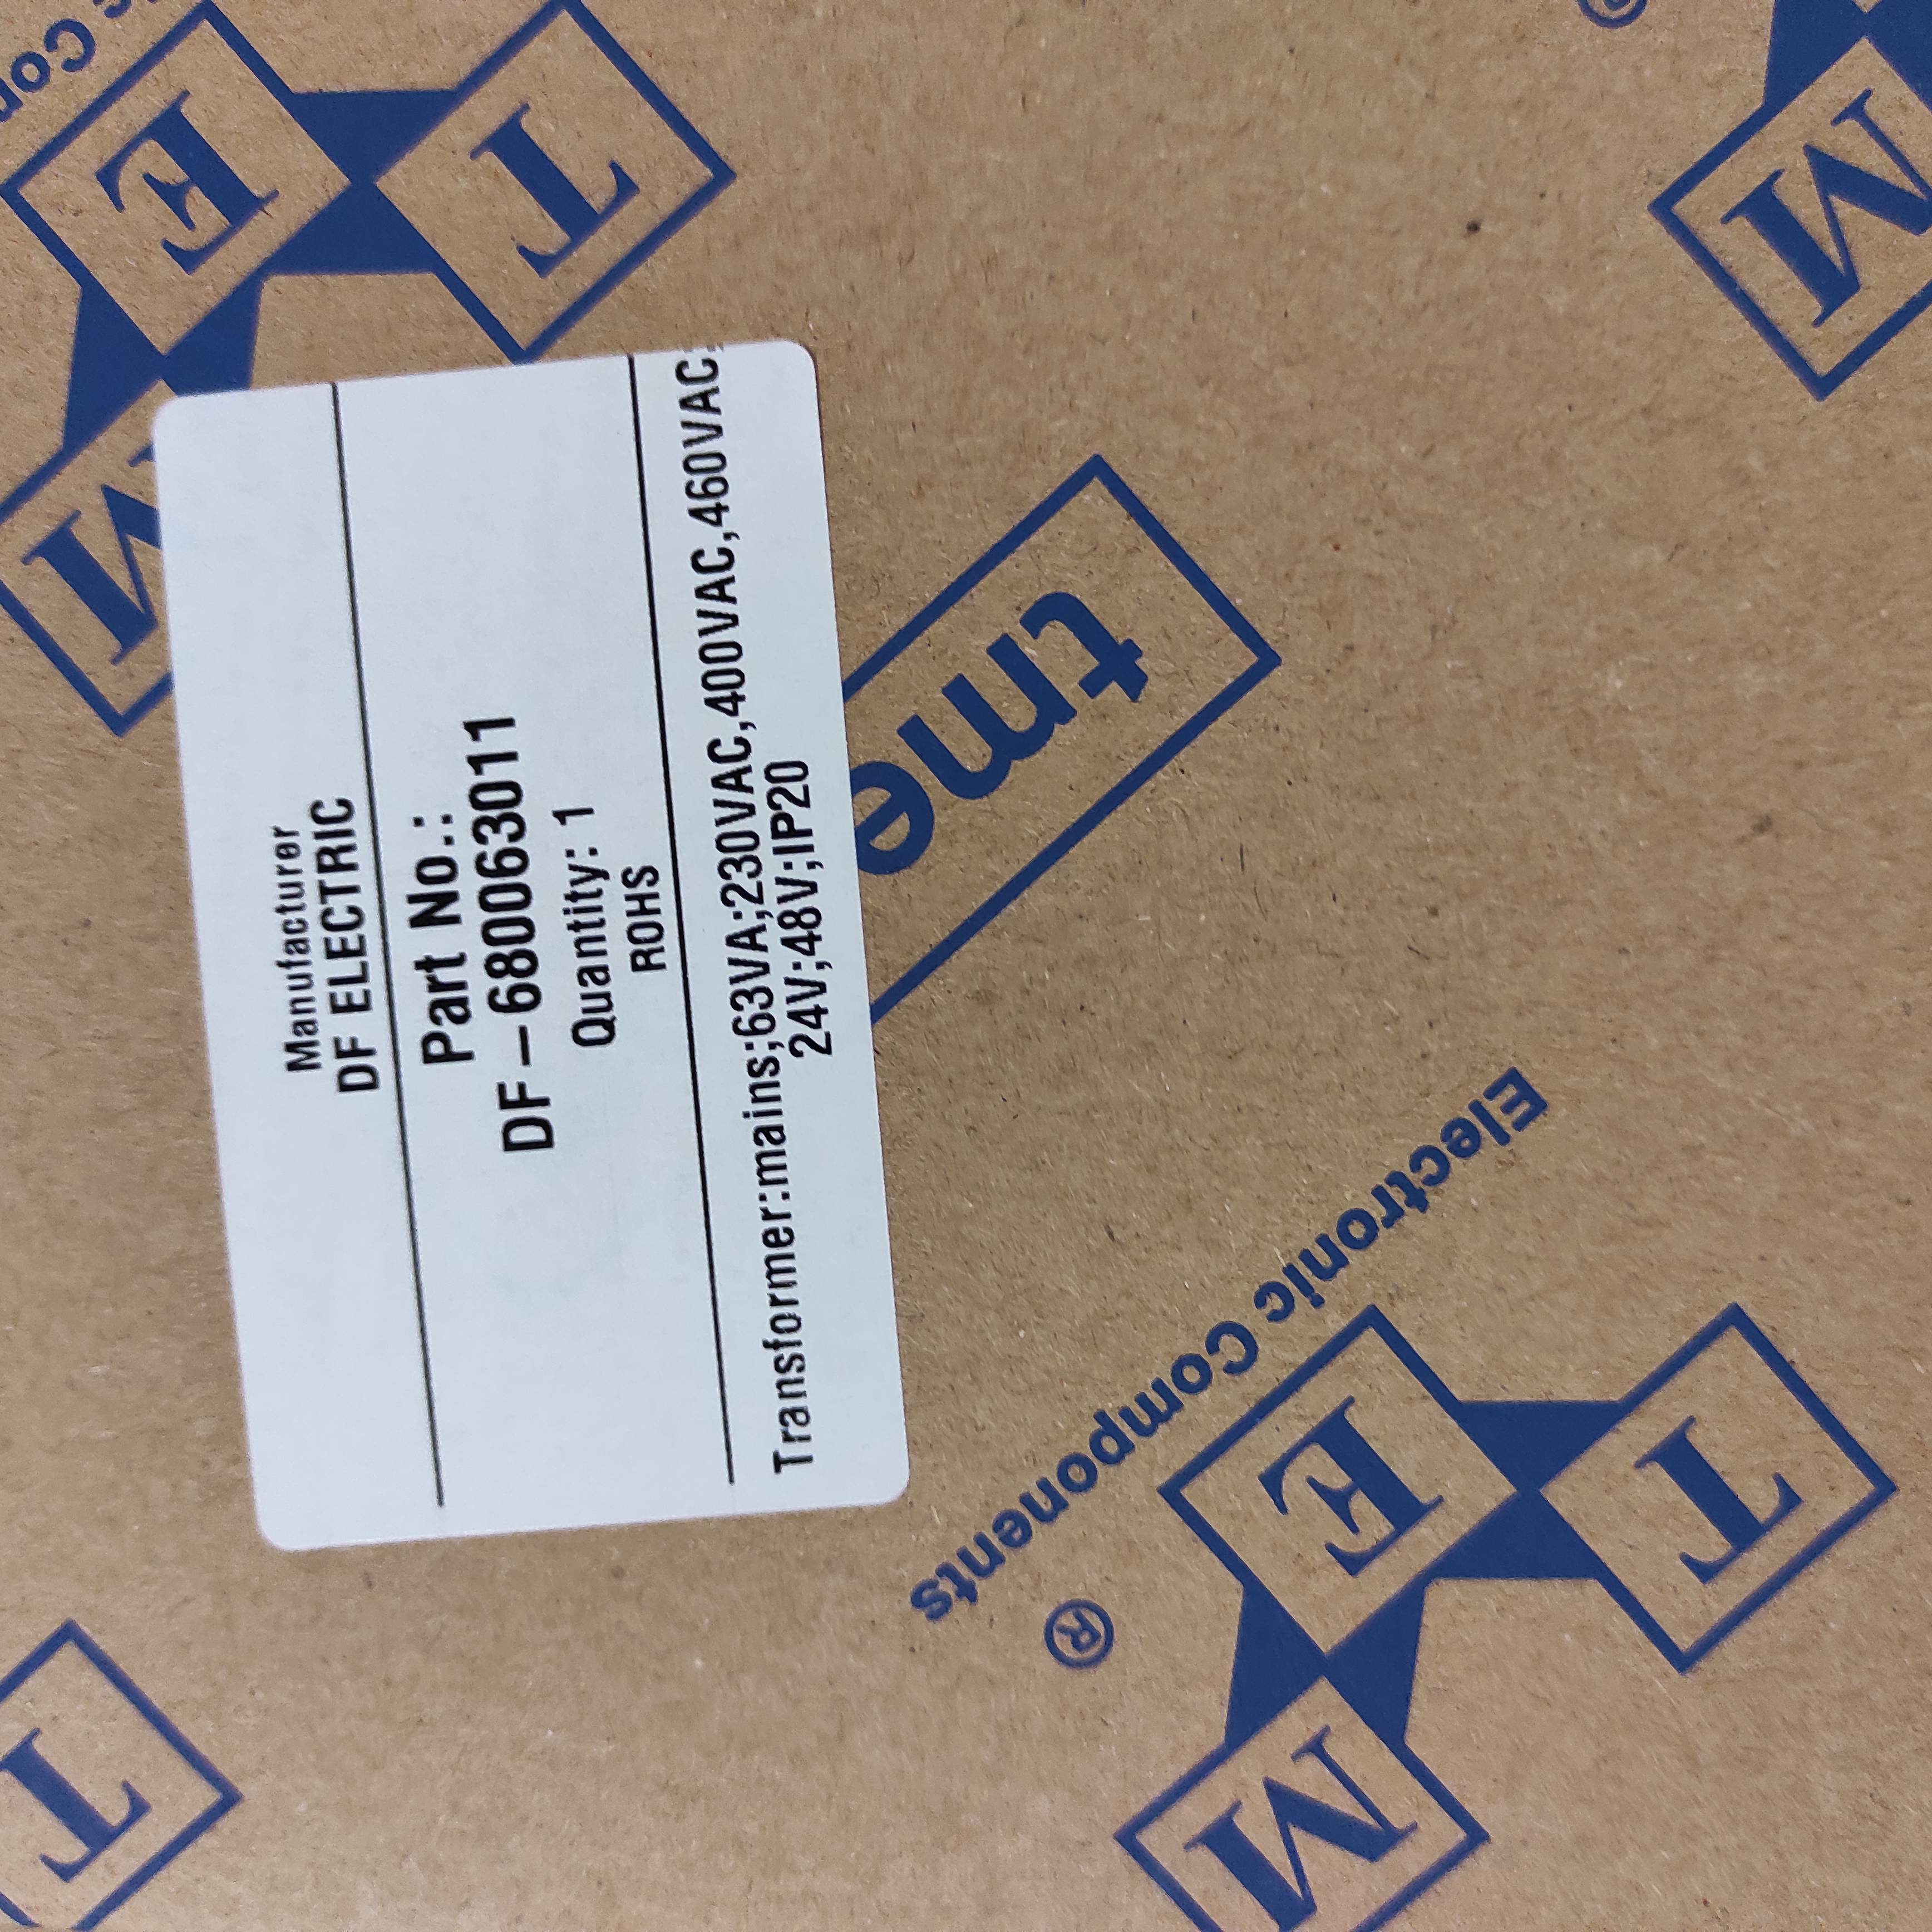 Manufacturer
DF ELECTRIC
Part No.:
DF-680063011
Quantity: 1
ROHS
Transformer:mains;63VA;230VAC,400VAC,460VAC;
24V;48V;IP20
tme
Electronic Components
®
T
M
E
T
M
E
T
M
®